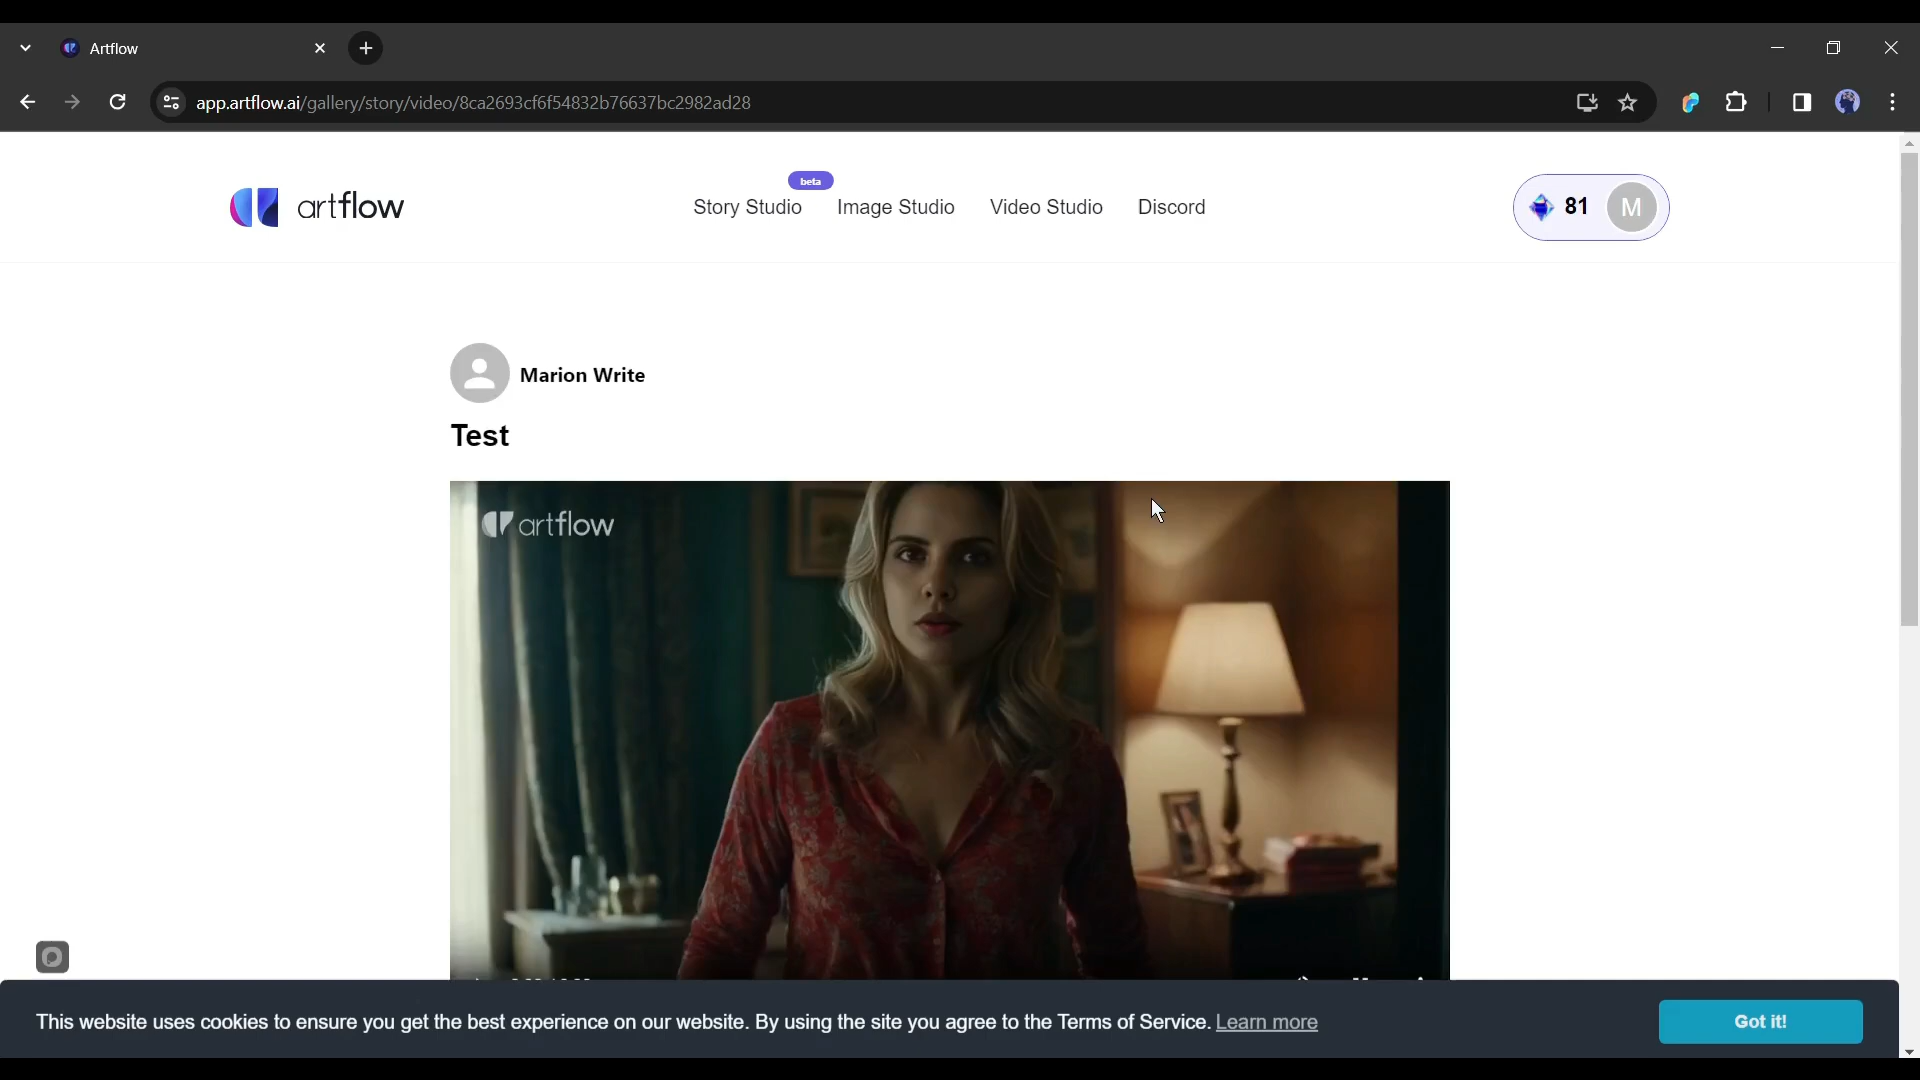 Artflow
app.artflow.ai/gallery/story/video/8ca2693cf6f54832b76637bc2982ad28
artflow
beta
Story Studio Image Studio Video Studio Discord
81 M
Marion Write
Test
artflow
This website uses cookies to ensure you get the best experience on our website. By using the site you agree to the Terms of Service. Learn more
Got it!